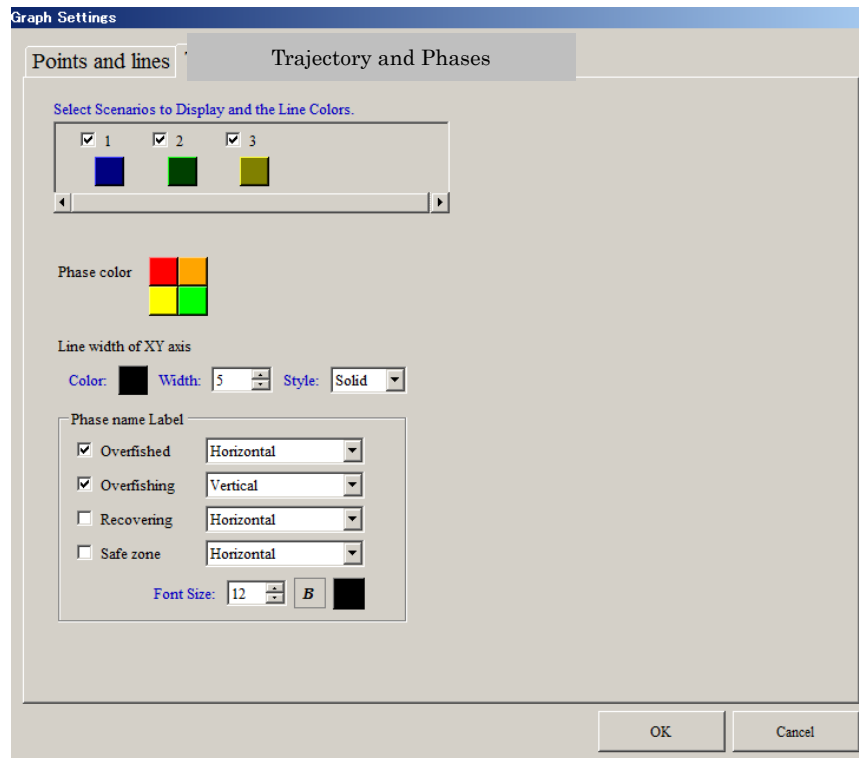 Graph Settings
Points and lines
Trajectory and Phases
Select Scenarios to Display and the Line Colors.
1 2 3
Phase color
Line width of XY axis
Color: Width: 5 Style: Solid
Phase name Label
Overfished Horizontal
Overfishing Vertical
Recovering Horizontal
Safe zone Horizontal
Font Size: 12 B
OK Cancel